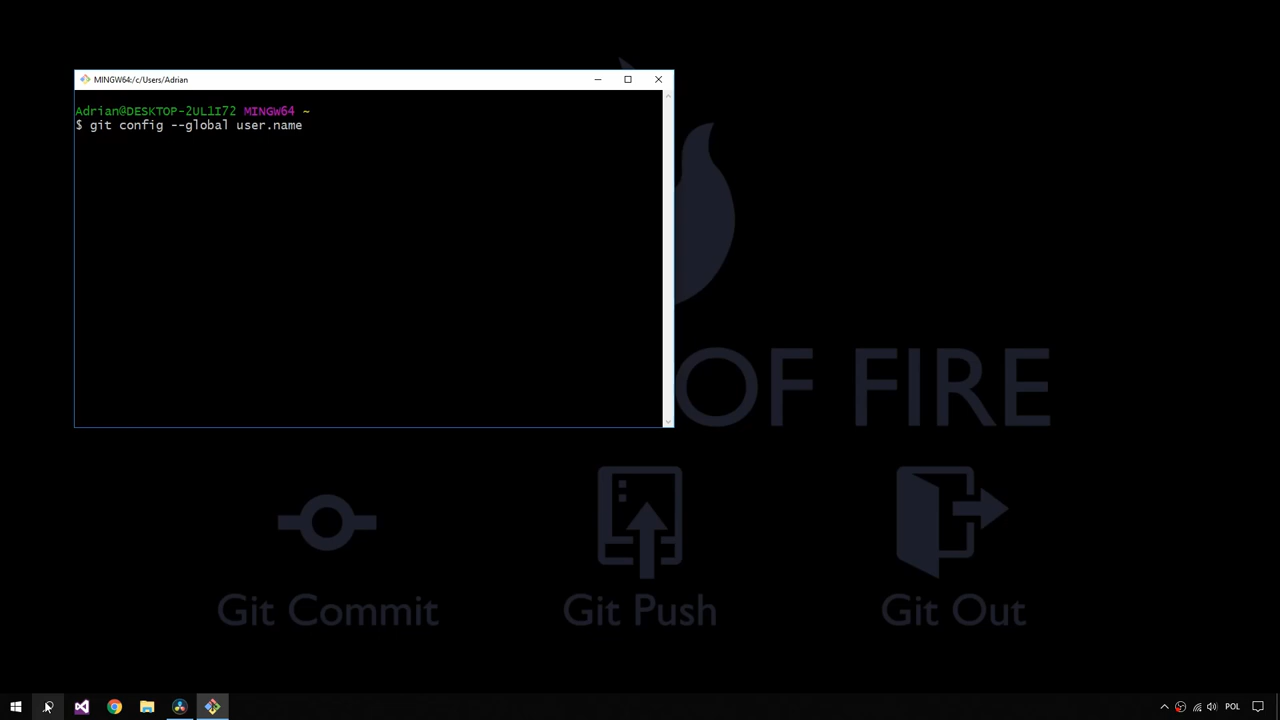 MINGW64:/c/Users/Adrian
Adrian@DESKTOP-2UL1I72 MINGW64 ~
$ git config --global user.name
OF FIRE
Git Commit
Git Push
Git Out
POL